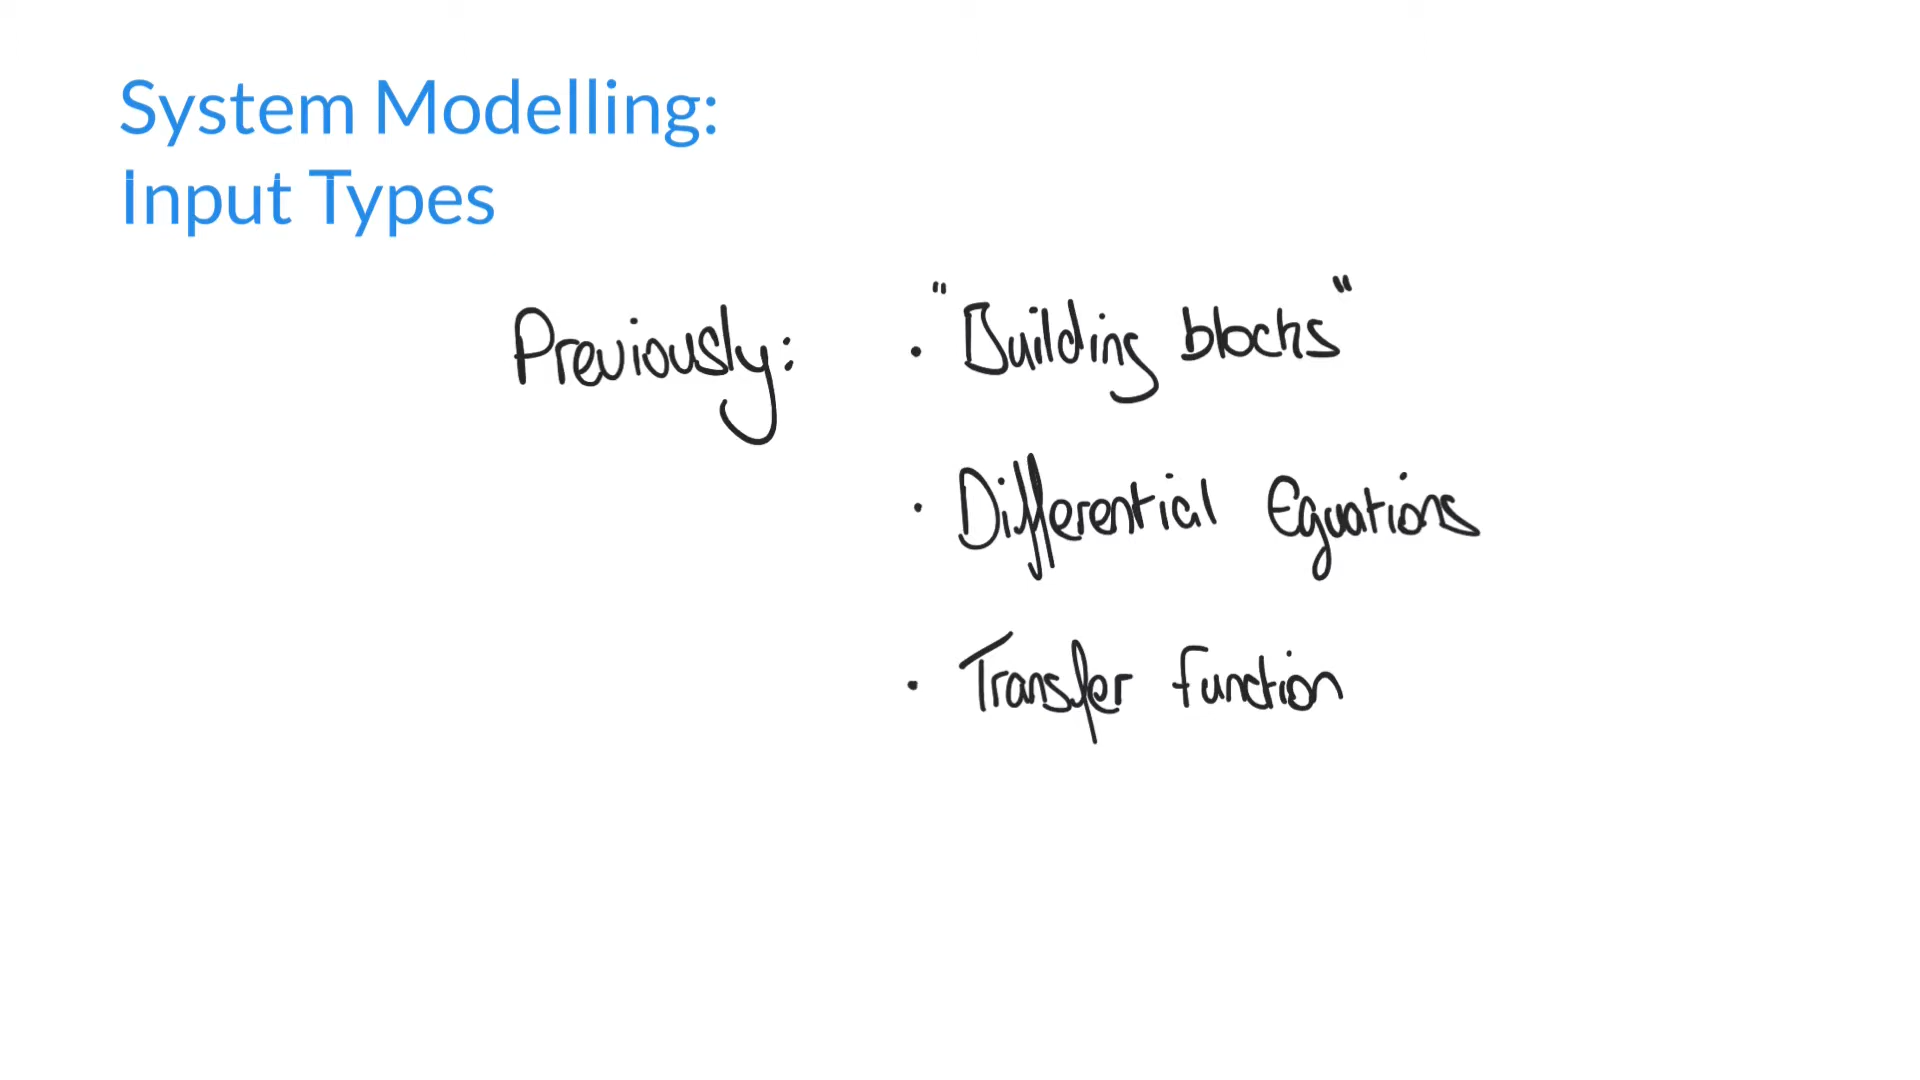 System Modelling:
Input Types
Previously: • "Building blocks"
• Differential Equations
• Transfer function